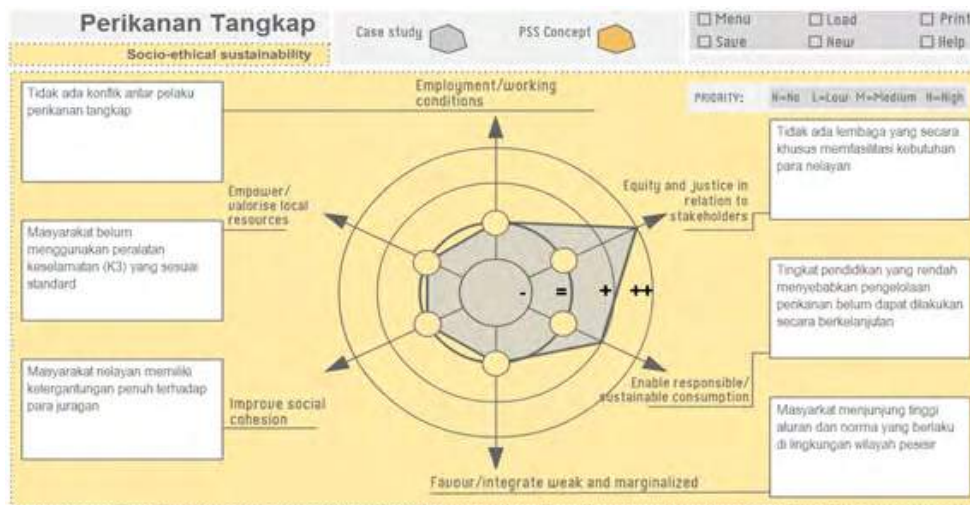 Perikanan Tangkap
Socio-ethical sustainability
Case study
PSS Concept
Menu
Load
Print
Save
New
Help
PRIORITY:
N=No L=Low M=Medium H=High
Tidak ada konflik antar pelaku
perikanan tangkap
Employment/working
conditions
Tidak ada lembaga yang secara
khusus memfasilitasi kebutuhan
para nelayan
Empower/
valorise local
resources
Equity and justice in
relation to
stakeholders
Masyarakat belum
menggunakan peralatan
keselamatan (K3) yang sesuai
standard
Tingkat pendidikan yang rendah
menyebabkan pengelolaan
perikanan belum dapat dilakukan
secara berkelanjutan
- = + ++
Masyarakat nelayan memiliki
ketergantungan penuh terhadap
para juragan
Improve social
cohesion
Enable responsible/
sustainable consumption
Masyarkat menjunjung tinggi
aturan dan norma yang berlaku
di lingkungan wilayah pesisir
Favour/integrate weak and marginalized